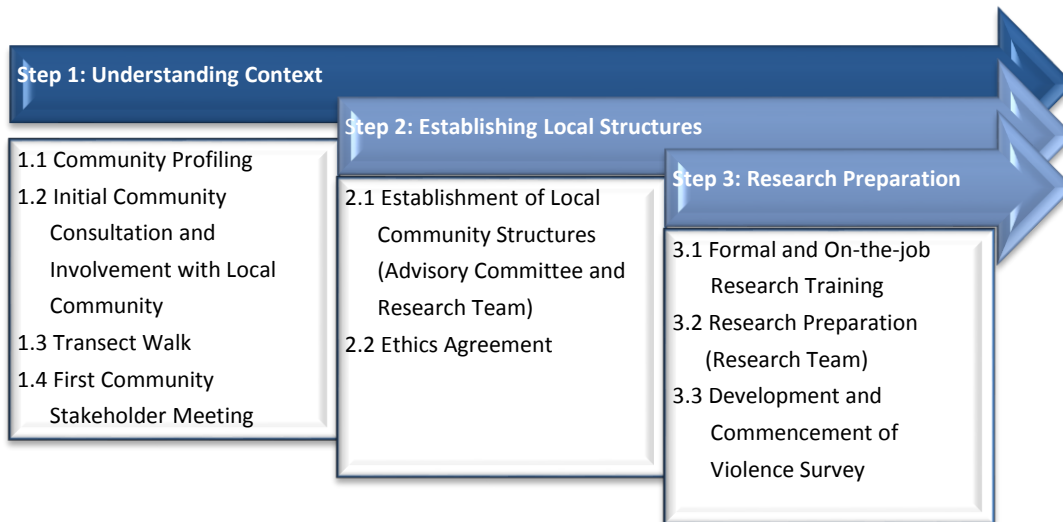 Step 1: Understanding Context
1.1 Community Profiling
1.2 Initial Community
Consultation and
Involvement with Local
Community
1.3 Transect Walk
1.4 First Community
Stakeholder Meeting
Step 2: Establishing Local Structures
2.1 Establishment of Local
Community Structures
(Advisory Committee and
Research Team)
2.2 Ethics Agreement
Step 3: Research Preparation
3.1 Formal and On-the-job
Research Training
3.2 Research Preparation
(Research Team)
3.3 Development and
Commencement of
Violence Survey